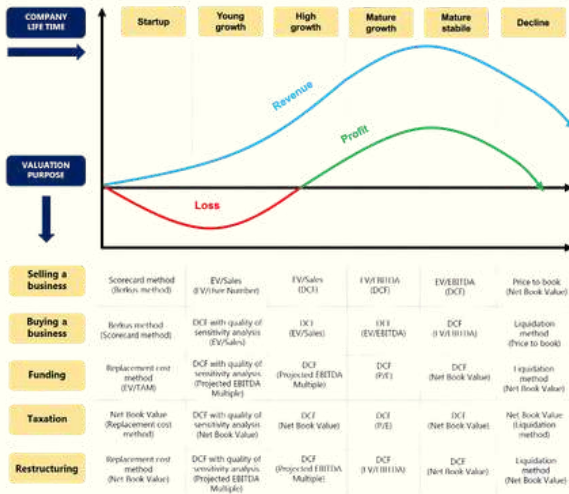 COMPANY
LIFE TIME
Startup
Young
growth
High
growth
Mature
growth
Mature
stabile
Decline
Revenue
Profit
Loss
VALUATION
PURPOSE
Selling a
business
Scorecard method
(Berkus method)
EV/Sales
(EV/User Number)
EV/Sales
(DCF)
EV/EBITDA
(DCF)
EV/EBITDA
(DCF)
Price to book
(Net Book Value)
Buying a
business
Berkus method
(Scorecard method)
DCF with quality of
sensitivity analysis
(EV/Sales)
DCF
(EV/Sales)
DCF
(EV/EBITDA)
DCF
(EV/EBITDA)
Liquidation
method
(Price to book)
Funding
Replacement cost
method
(EV/TAM)
DCF with quality of
sensitivity analysis
(Projected EBITDA
Multiple)
DCF
(Projected EBITDA
Multiple)
DCF
(P/E)
DCF
(Net Book Value)
Liquidation
method
(Net Book Value)
Taxation
Net Book Value
(Replacement cost
method)
DCF with quality of
sensitivity analysis
(Net Book Value)
DCF
(Net Book Value)
DCF
(P/E)
DCF
(Net Book Value)
Net Book Value
(Liquidation
method)
Restructuring
Replacement cost
method
(Net Book Value)
DCF with quality of
sensitivity analysis
(Projected EBITDA
Multiple)
DCF
(Projected EBITDA
Multiple)
DCF
(EV/EBITDA)
DCF
(Net Book Value)
Liquidation
method
(Net Book Value)